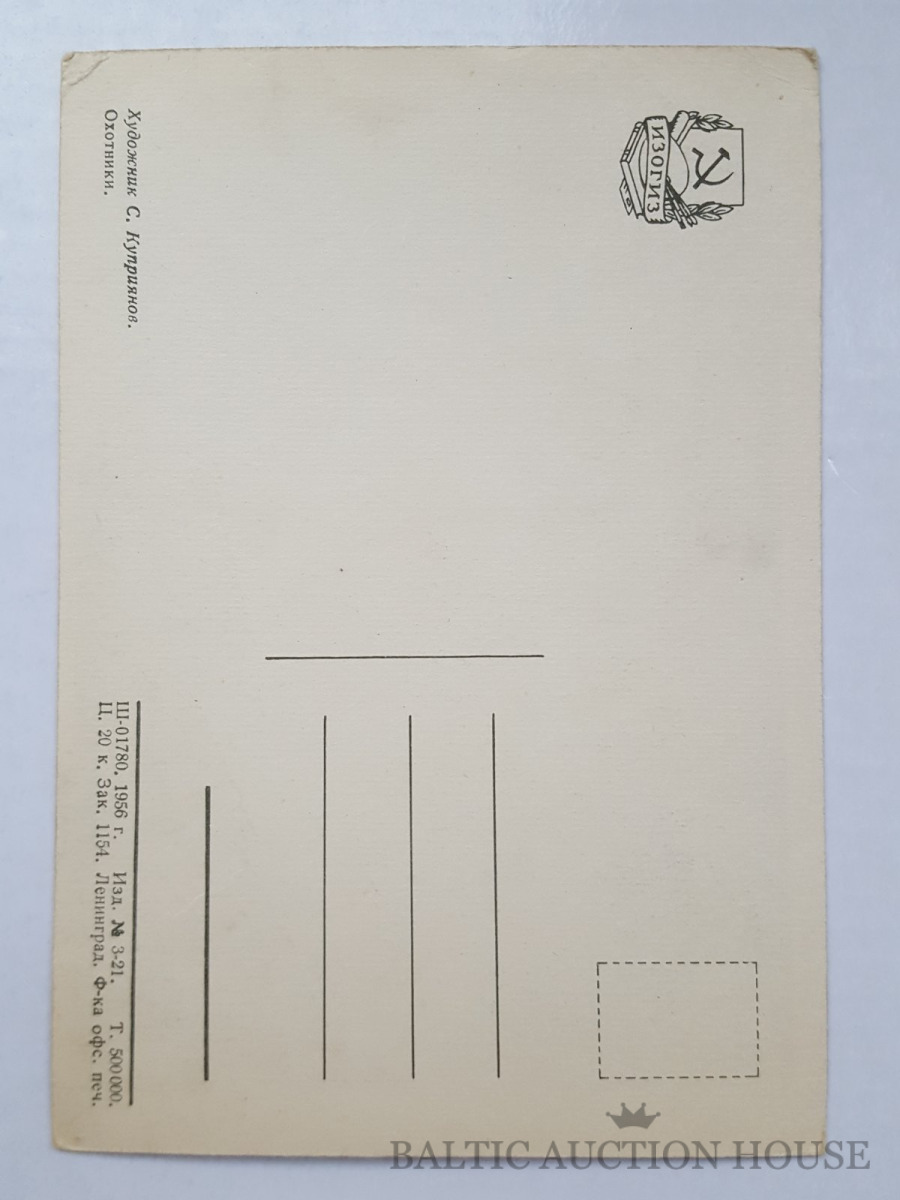 ИЗОГИЗ
Художник С. Куприянов.
Охотники.
Ш-01780. 1956 г. Изд. № 3-21. Т. 500000.
Ц. 20 к. Зак. 1154. Ленинград. Ф-ка офс. печ.
BALTIC AUCTION HOUSE